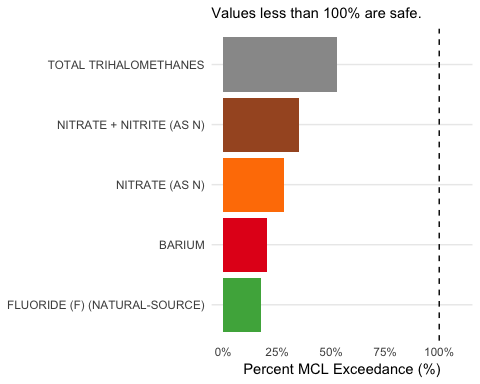 Values less than 100% are safe.
TOTAL TRIHALOMETHANES
NITRATE + NITRITE (AS N)
NITRATE (AS N)
BARIUM
FLUORIDE (F) (NATURAL-SOURCE)
0% 25% 50% 75% 100%
Percent MCL Exceedance (%)